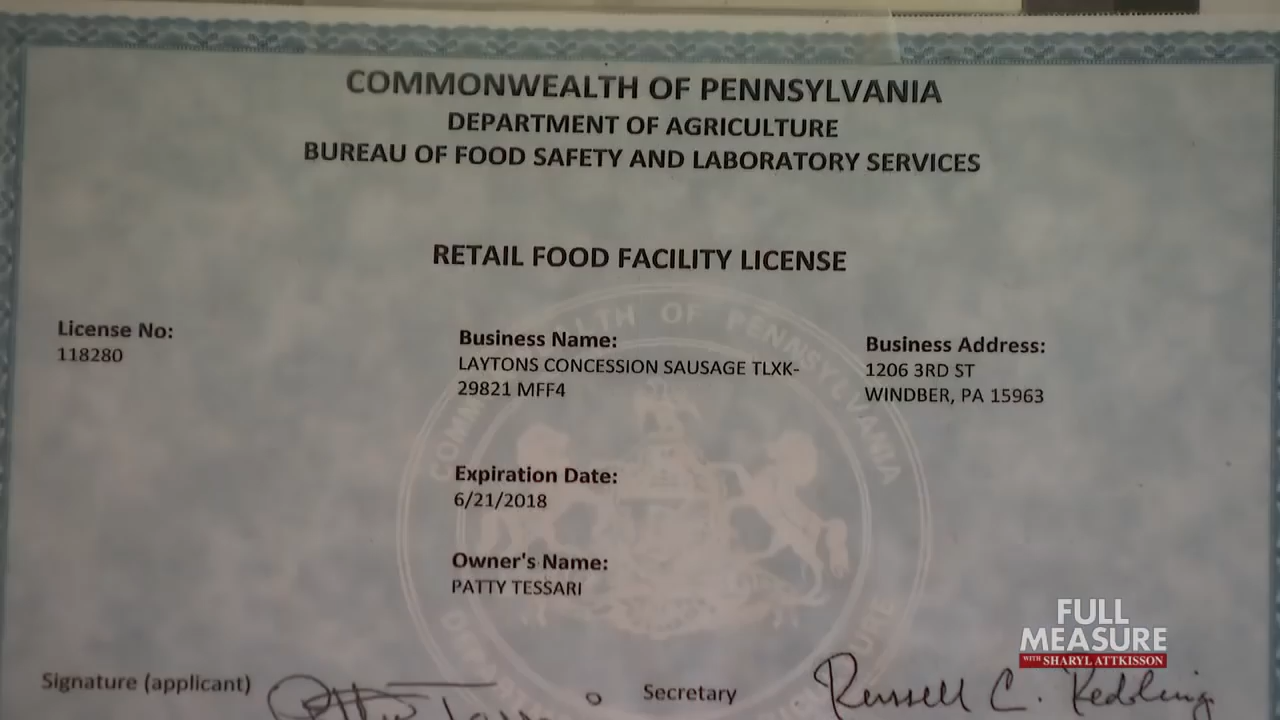 COMMONWEALTH OF PENNSYLVANIA
DEPARTMENT OF AGRICULTURE
BUREAU OF FOOD SAFETY AND LABORATORY SERVICES
RETAIL FOOD FACILITY LICENSE
License No:
118280
Business Name:
LAYTONS CONCESSION SAUSAGE TLXK-
29821 MFF4
Business Address:
1206 3RD ST
WINDBER, PA 15963
Expiration Date:
6/21/2018
Owner's Name:
PATTY TESSARI
Signature (applicant)
Secretary
Russell C. Redding
OF PENNSYLVANIA
FULL
MEASURE
WITH SHARYL ATTKISSON